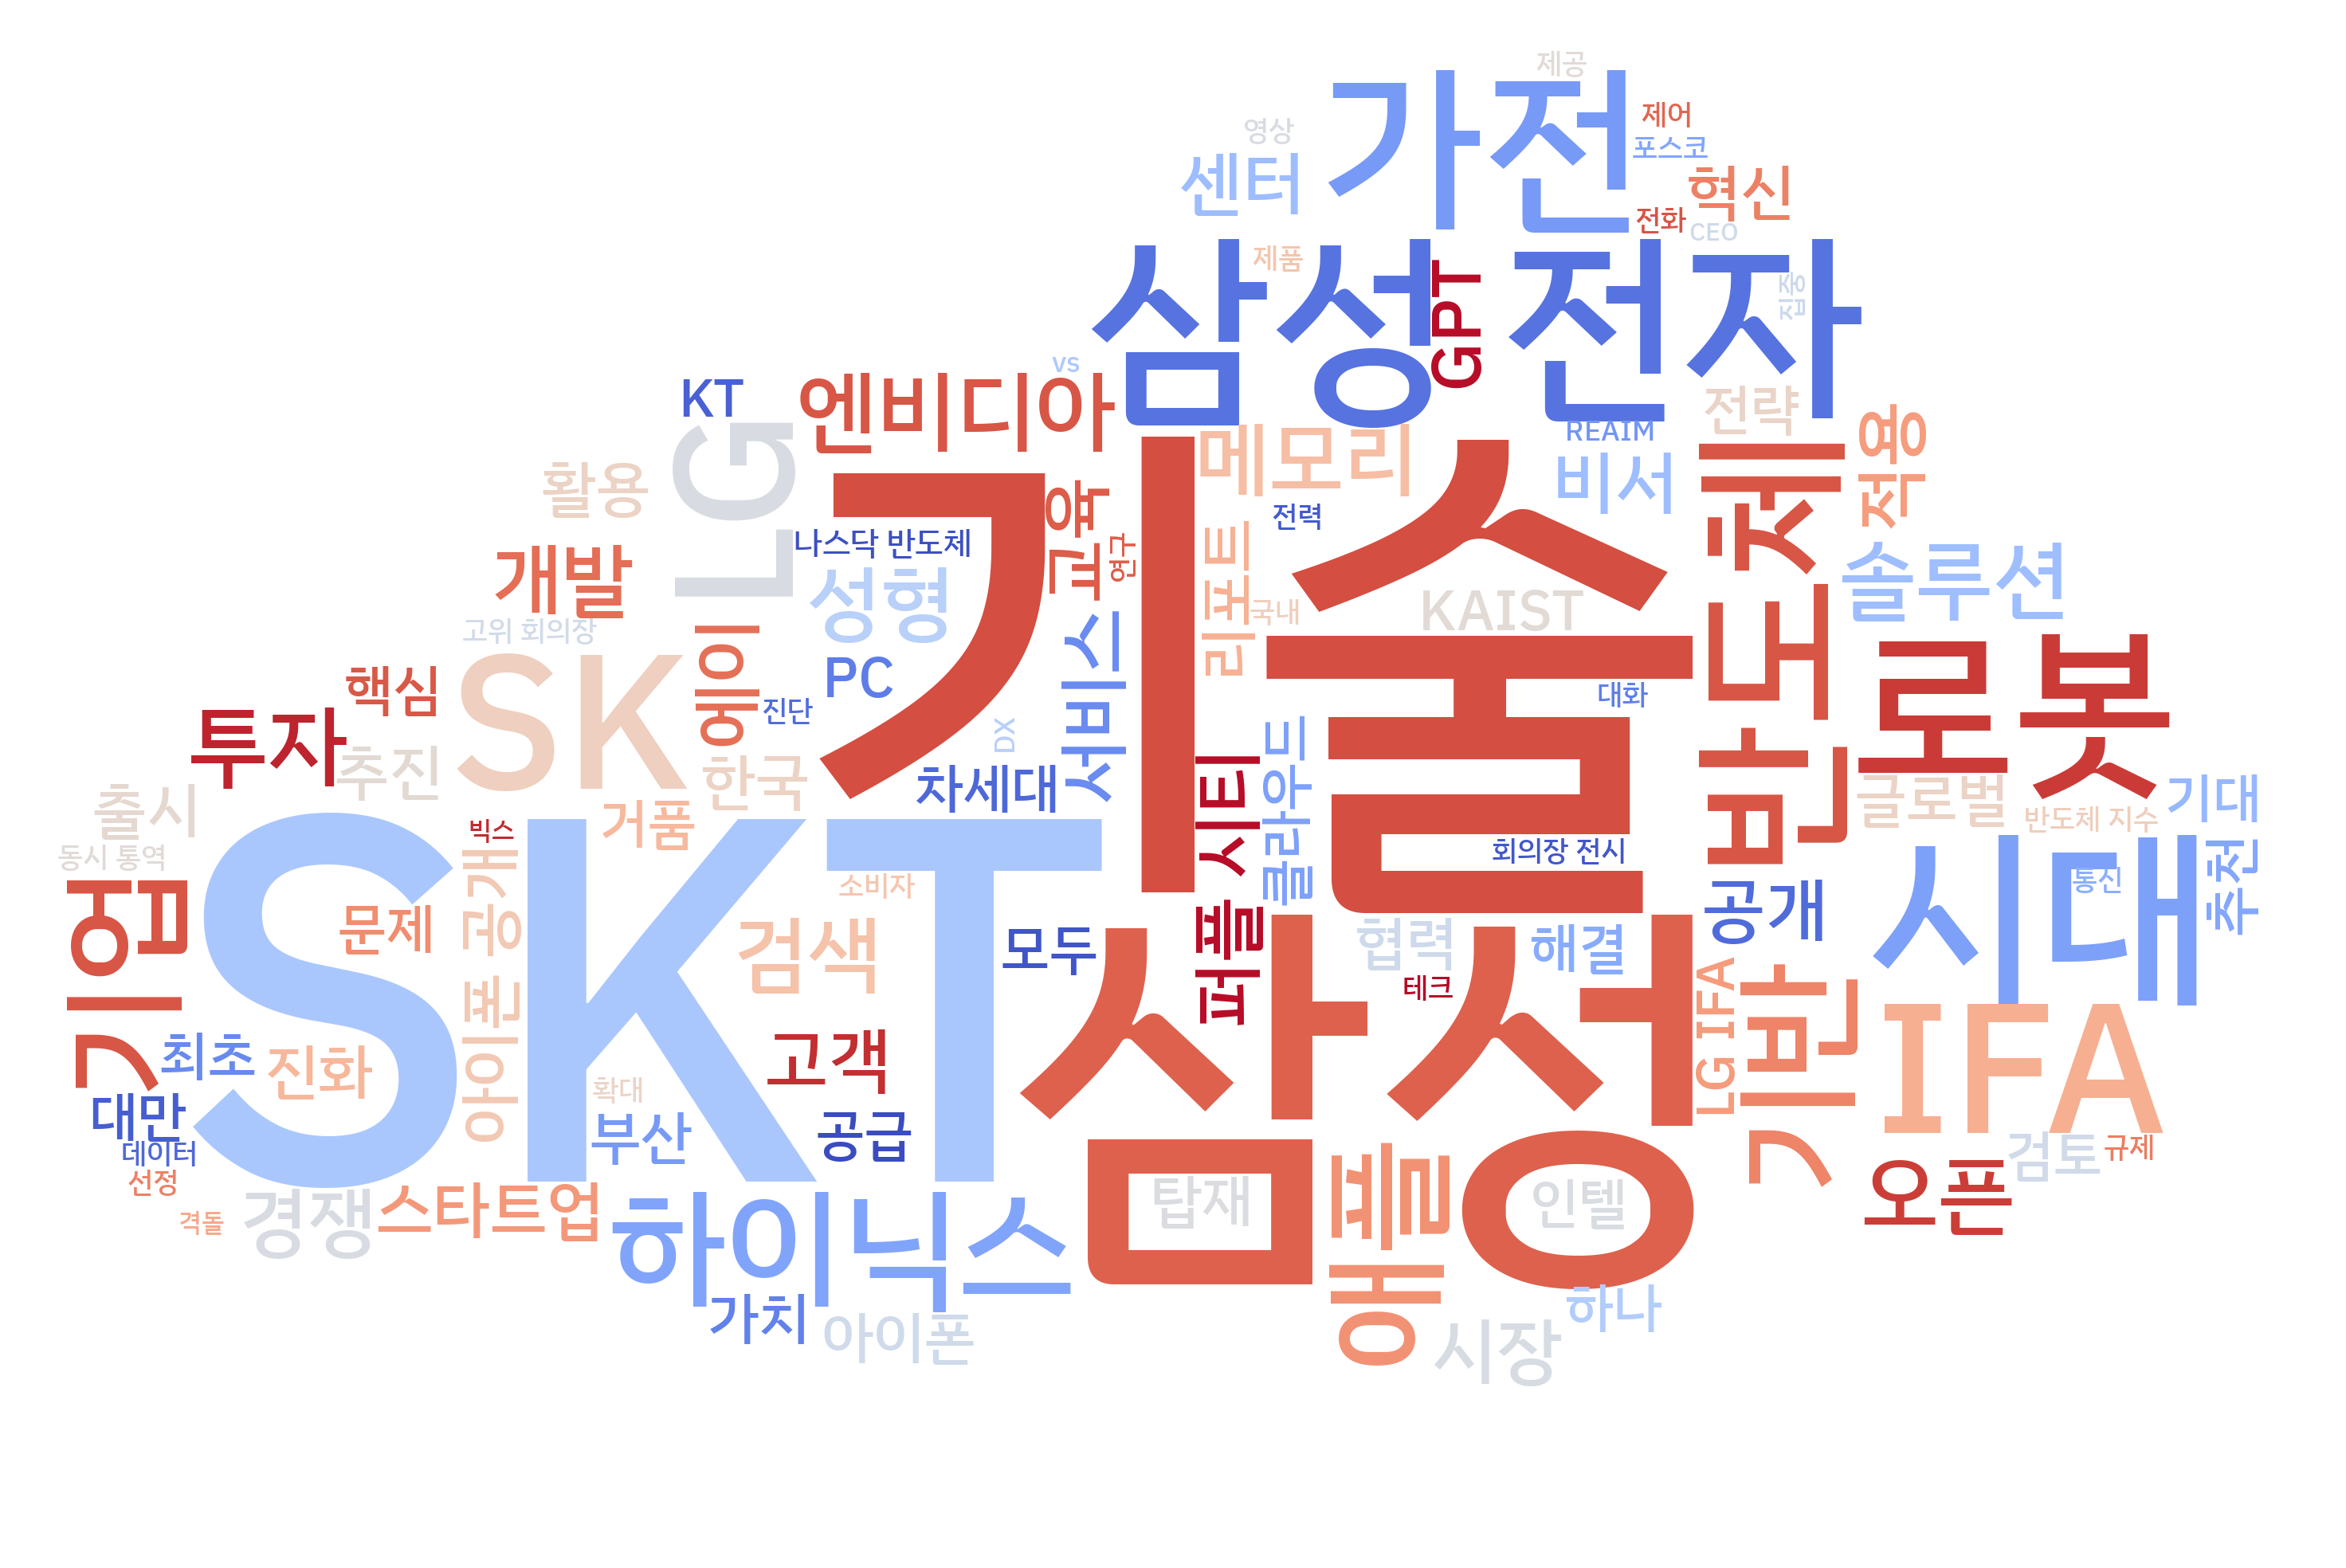 제공
가전
제어
영상
포스코
센터
혁신
전화
CEO
제품
삼성
전자
집중
GPT
VS
KT
엔비디아
전략
REAIM
적용
메모리
비서
LG
활용
기술
교육
전력
나스닥 반도체
연구
리포트
반도체
개발
성형
솔루션
KAIST
국내
고위 회의장
서비스
에이
SK
PC
로봇
핵심
대화
진단
투자
DX
클라우드
추진
한국
시티
차세대
글로벌
기대
출시
거품
반도체 지수
빅스
SKT
시대
추천
회의장 전시
동시 통역
아이폰 공개
통신
소비자
기업
공개
퍼플
문제
검색
삼성
협력
해결
모두
LG IFA
기반
테크
IFA
고객
최초
진화
확대
대만
공급
부산
검토
규제
데이터
애플
오픈
선정
탑재
인텔
경쟁
스타트업
하이닉스
격돌
하나
가치
아이폰
시장